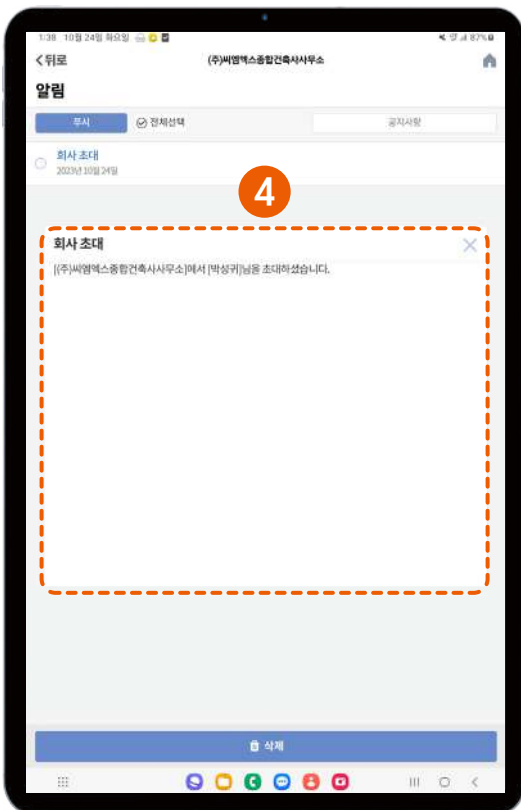 1:38 10월 24일 화요일
87%
<뒤로
(주)씨엠엑스종합건축사사무소
알림
푸시
전체선택
공지사항
회사 초대
2023년 10월 24일
4
회사 초대
[(주)씨엠엑스종합건축사사무소]에서 [박성귀]님을 초대하셨습니다.
삭제